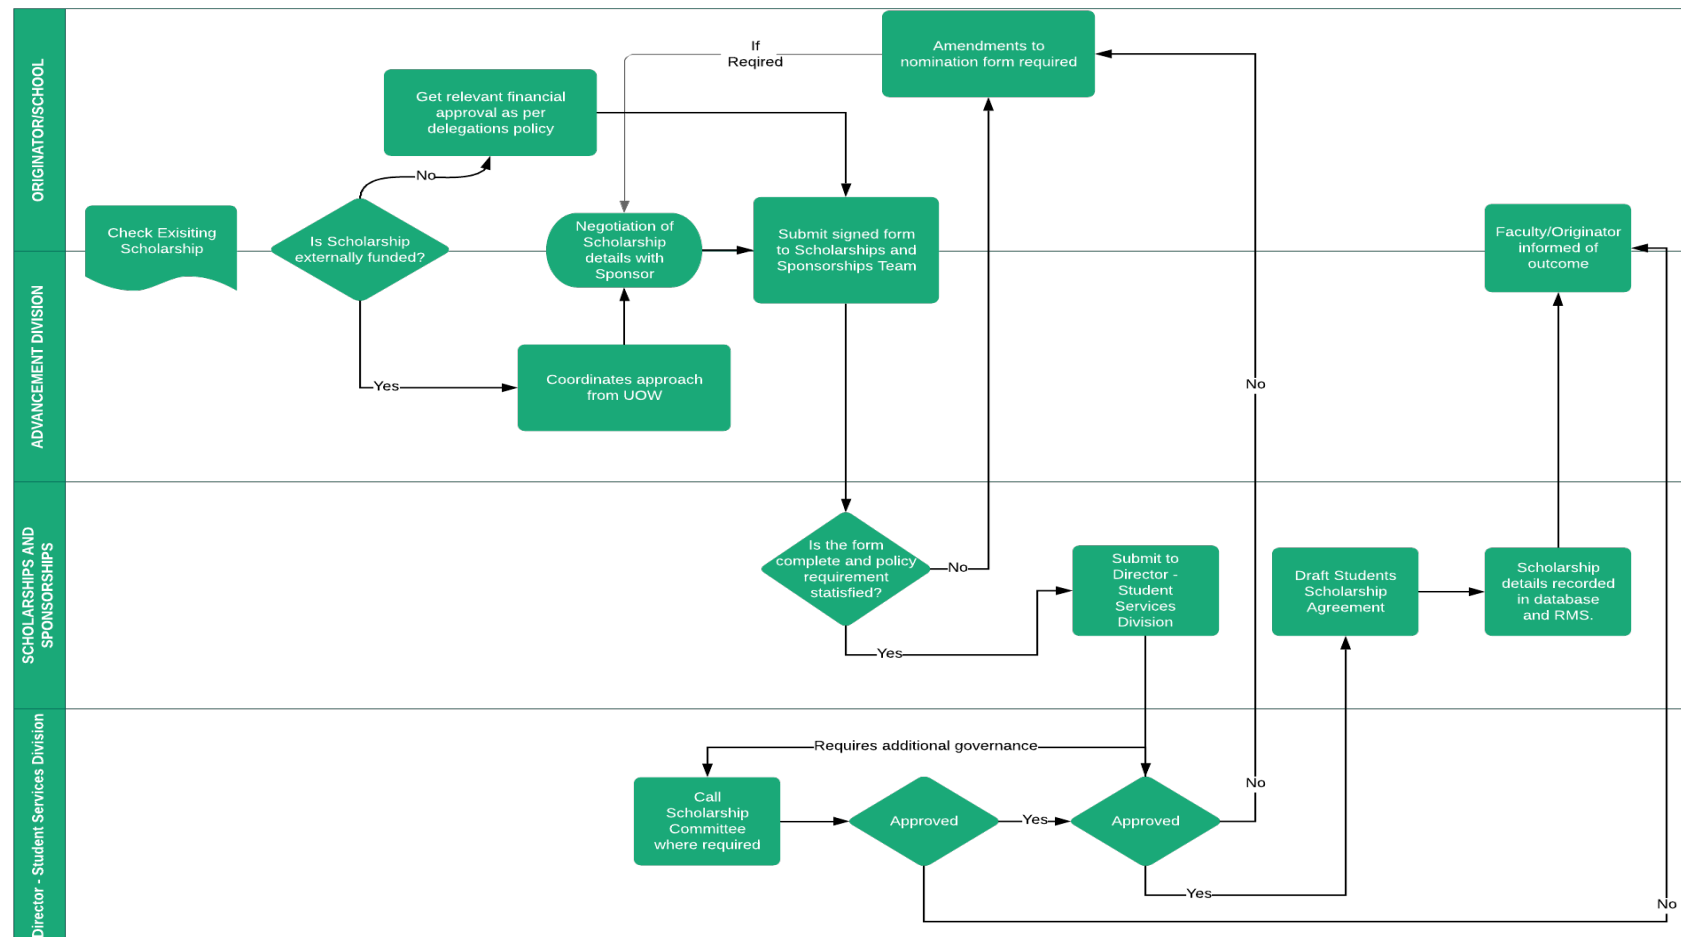 ORIGINATOR/SCHOOL
Amendments to
nomination form required
If
Reqired
Get relevant financial
approval as per
delegations policy
No
Check Exisiting
Scholarship
Is Scholarship
externally funded?
Negotiation of
Scholarship
details with
Sponsor
Submit signed form
to Scholarships and
Sponsorships Team
Faculty/Originator
informed of
outcome
ADVANCEMENT DIVISION
Yes
Coordinates approach
from UOW
No
SCHOLARSHIPS AND
SPONSORSHIPS
Is the form
complete and policy
requirement
statisfied?
No
Yes
Submit to
Director -
Student
Services
Division
Draft Students
Scholarship
Agreement
Scholarship
details recorded
in database
and RMS.
Director - Student Services Division
Requires additional governance
Call
Scholarship
Committee
where required
Approved
Yes
Approved
No
Yes
No